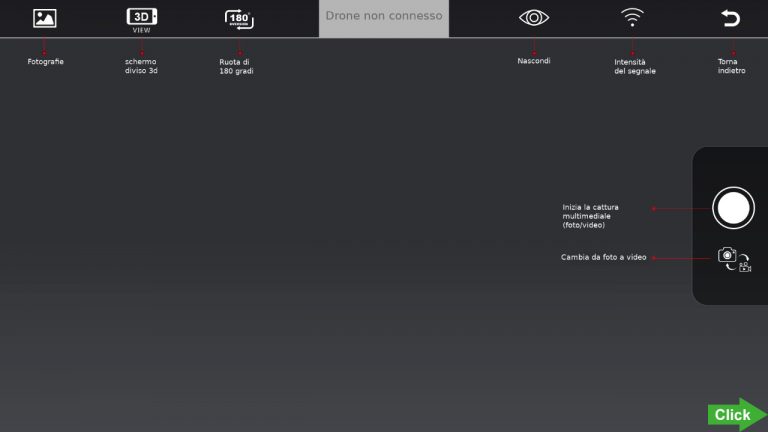 3D
VIEW
180°
Drone non connesso
Fotografie
schermo
diviso 3d
Ruota di
180 gradi
Nascondi
Intensità
del segnale
Torna
indietro
Inizia la cattura
multimediale
(foto/video)
Cambia da foto a video
Click